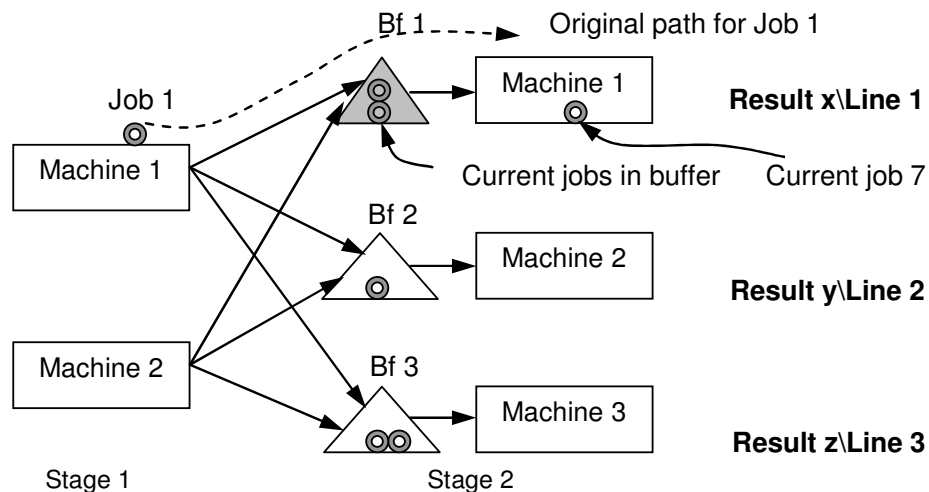 Bf 1
Original path for Job 1
Job 1
Machine 1
Result x\Line 1
Machine 1
Current jobs in buffer
Current job 7
Bf 2
Machine 2
Result y\Line 2
Machine 2
Bf 3
Machine 3
Result z\Line 3
Stage 1
Stage 2